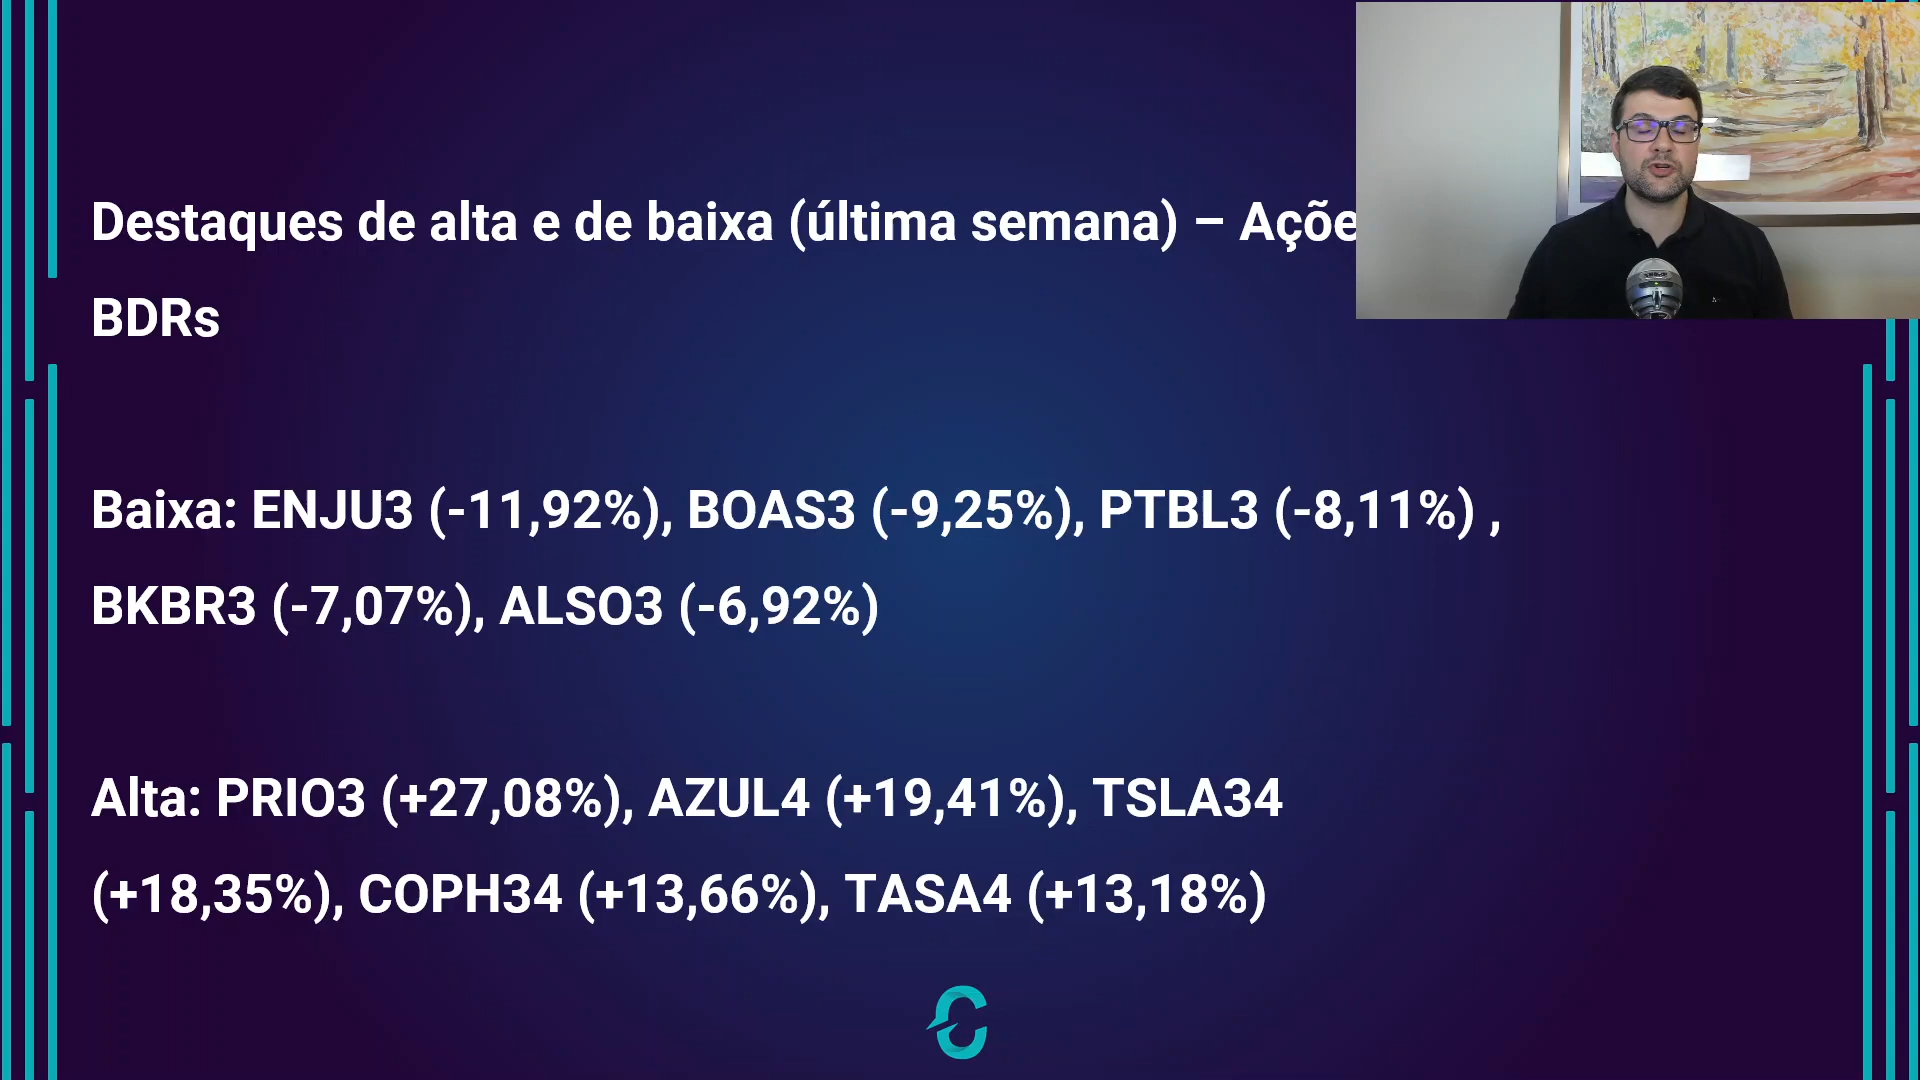 Destaques de alta e de baixa (última semana) – Açõe
BDRs
Baixa: ENJU3 (-11,92%), BOAS3 (-9,25%), PTBL3 (-8,11%) ,
BKBR3 (-7,07%), ALSO3 (-6,92%)
Alta: PRIO3 (+27,08%), AZUL4 (+19,41%), TSLA34
(+18,35%), COPH34 (+13,66%), TASA4 (+13,18%)